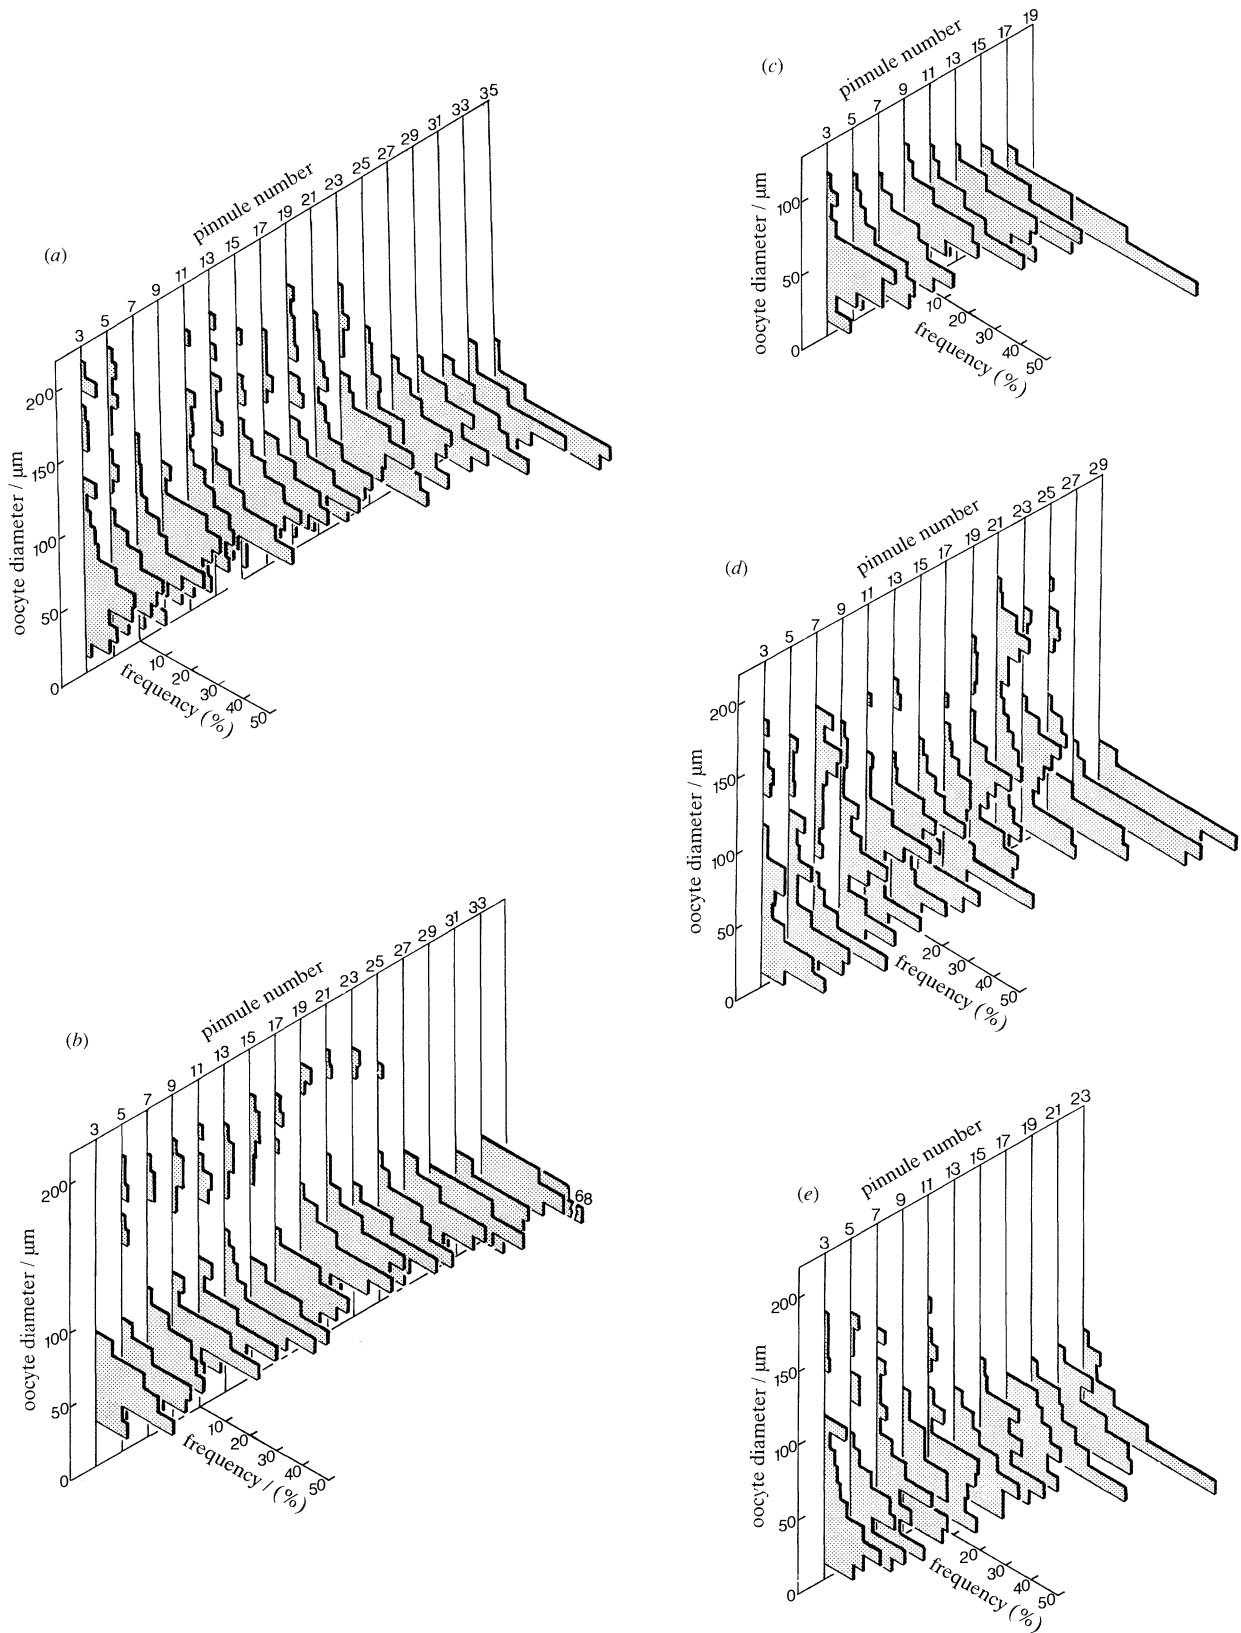 (a)
pinnule number
3 5 7 9 11 13 15 17 19 21 23 25 27 29 31 33 35
oocyte diameter / μm
200
150
100
50
0
10 20 30 40 50
frequency (%)
(b)
pinnule number
3 5 7 9 11 13 15 17 19 21 23 25 27 29 31 33
oocyte diameter / μm
200
100
50
0
68
10 20 30 40 50
frequency / (%)
(c)
pinnule number
3 5 7 9 11 13 15 17 19
oocyte diameter / μm
100
50
0
10 20 30 40 50
frequency (%)
(d)
pinnule number
3 5 7 9 11 13 15 17 19 21 23 25 27 29
oocyte diameter / μm
200
150
100
50
0
20 30 40 50
frequency (%)
(e)
pinnule number
3 5 7 9 11 13 15 17 19 21 23
oocyte diameter / μm
200
150
100
50
0
20 30 40 50
frequency (%)